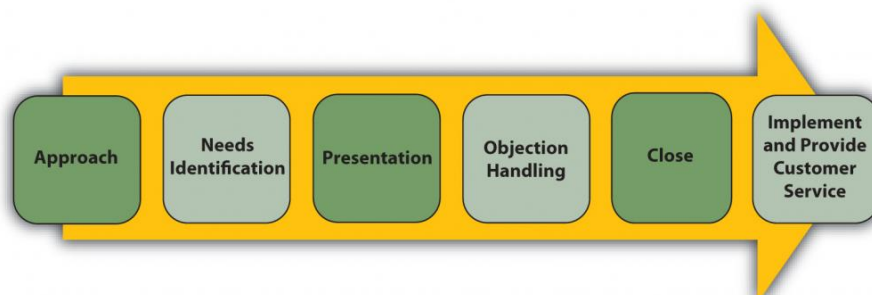 Approach
Needs
Identification
Presentation
Objection
Handling
Close
Implement
and Provide
Customer
Service